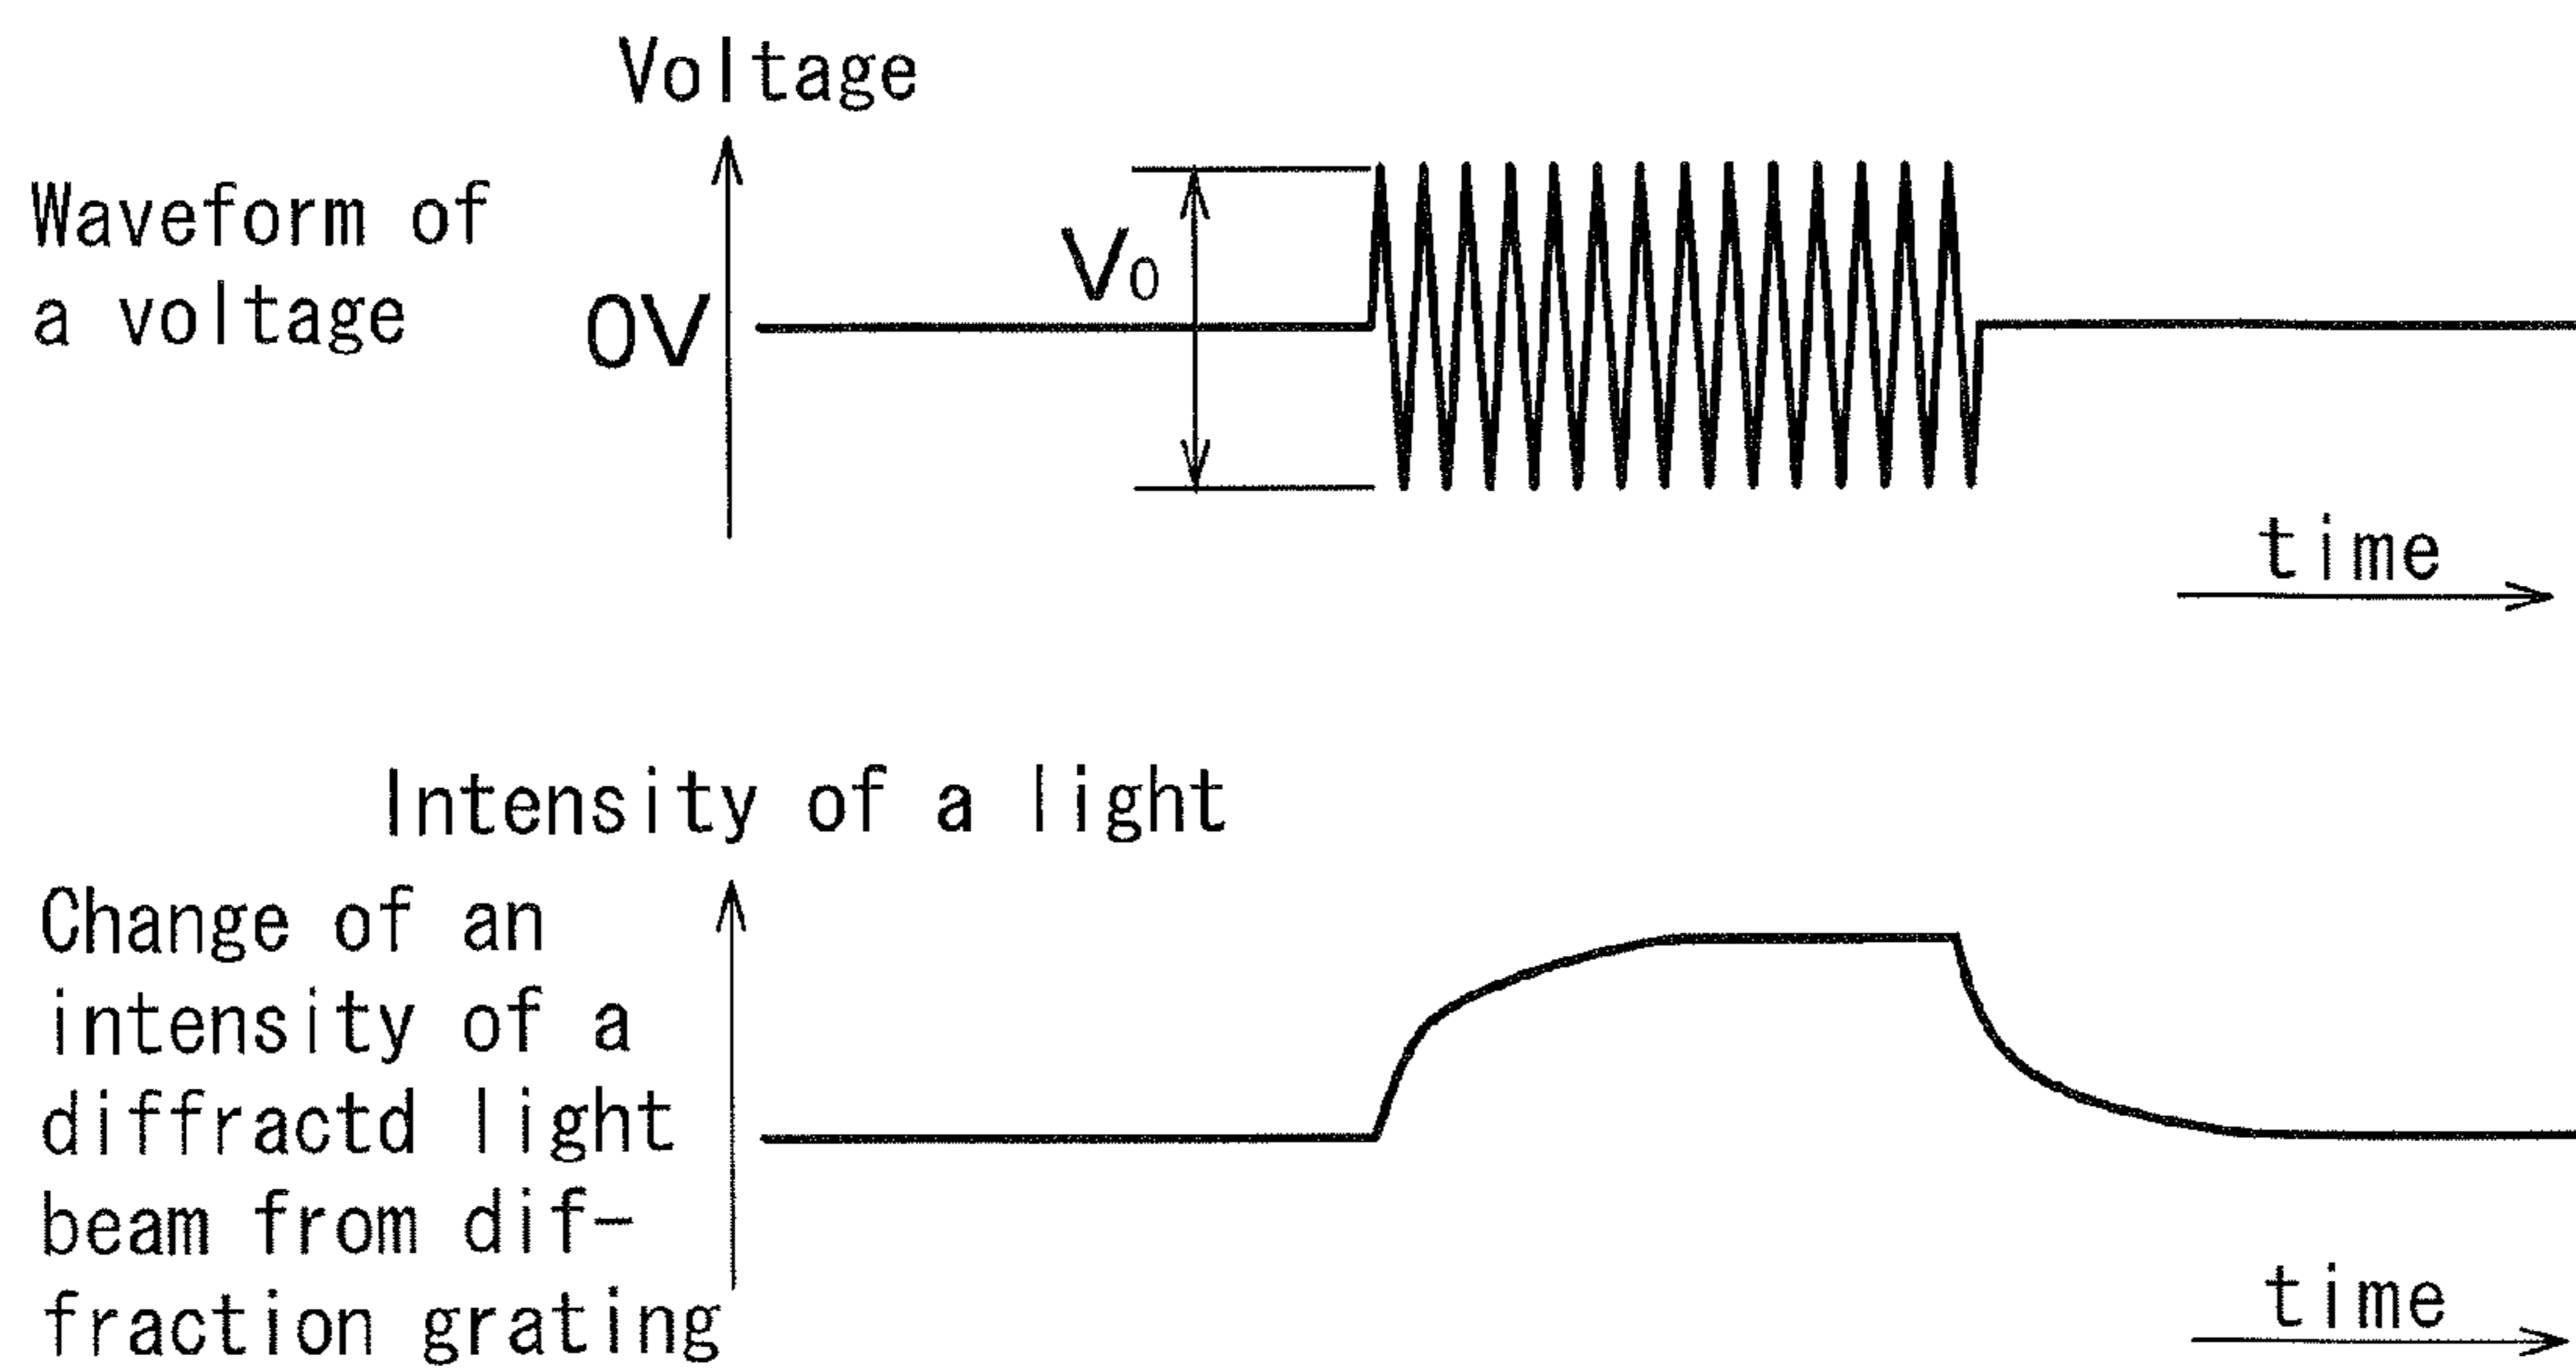 Voltage
Waveform of
a voltage
0V
V0
time
Intensity of a light
Change of an
intensity of a
diffractd light
beam from dif-
fraction grating
time